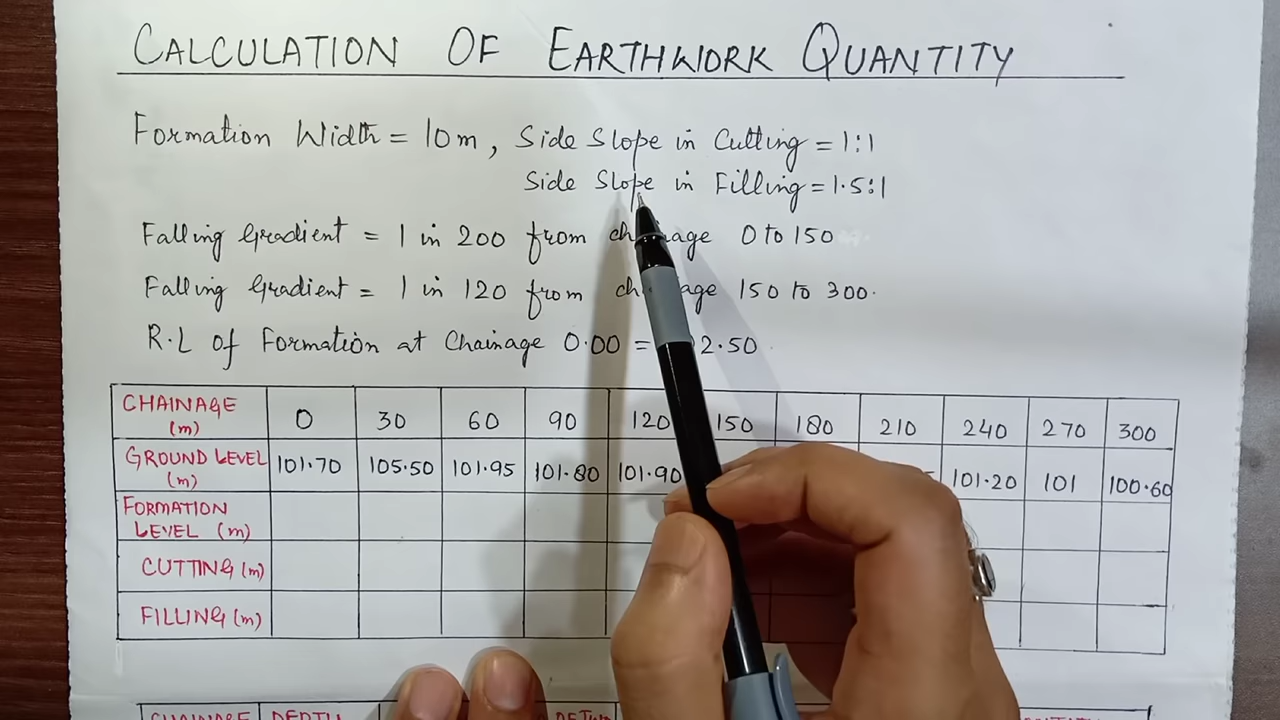 CALCULATION OF EARTHWORK QUANTITY
Formation Width = 10m, Side Slope in Cutting = 1:1
Side Slope in Filling = 1.5:1
Falling Gradient = 1 in 200 from 0 to 150
Falling Gradient = 1 in 120 from 150 to 300.
R.L of Formation at Chainage 0.00 = 2.50
CHAINAGE (m) 0 30 60 90 120 150 180 210 240 270 300
GROUND LEVEL (m) 101.70 105.50 101.95 101.80 101.90 101.20 101 100.60
FORMATION LEVEL (m)
CUTTING (m)
FILLING (m)
CHAINAGE DEPTH